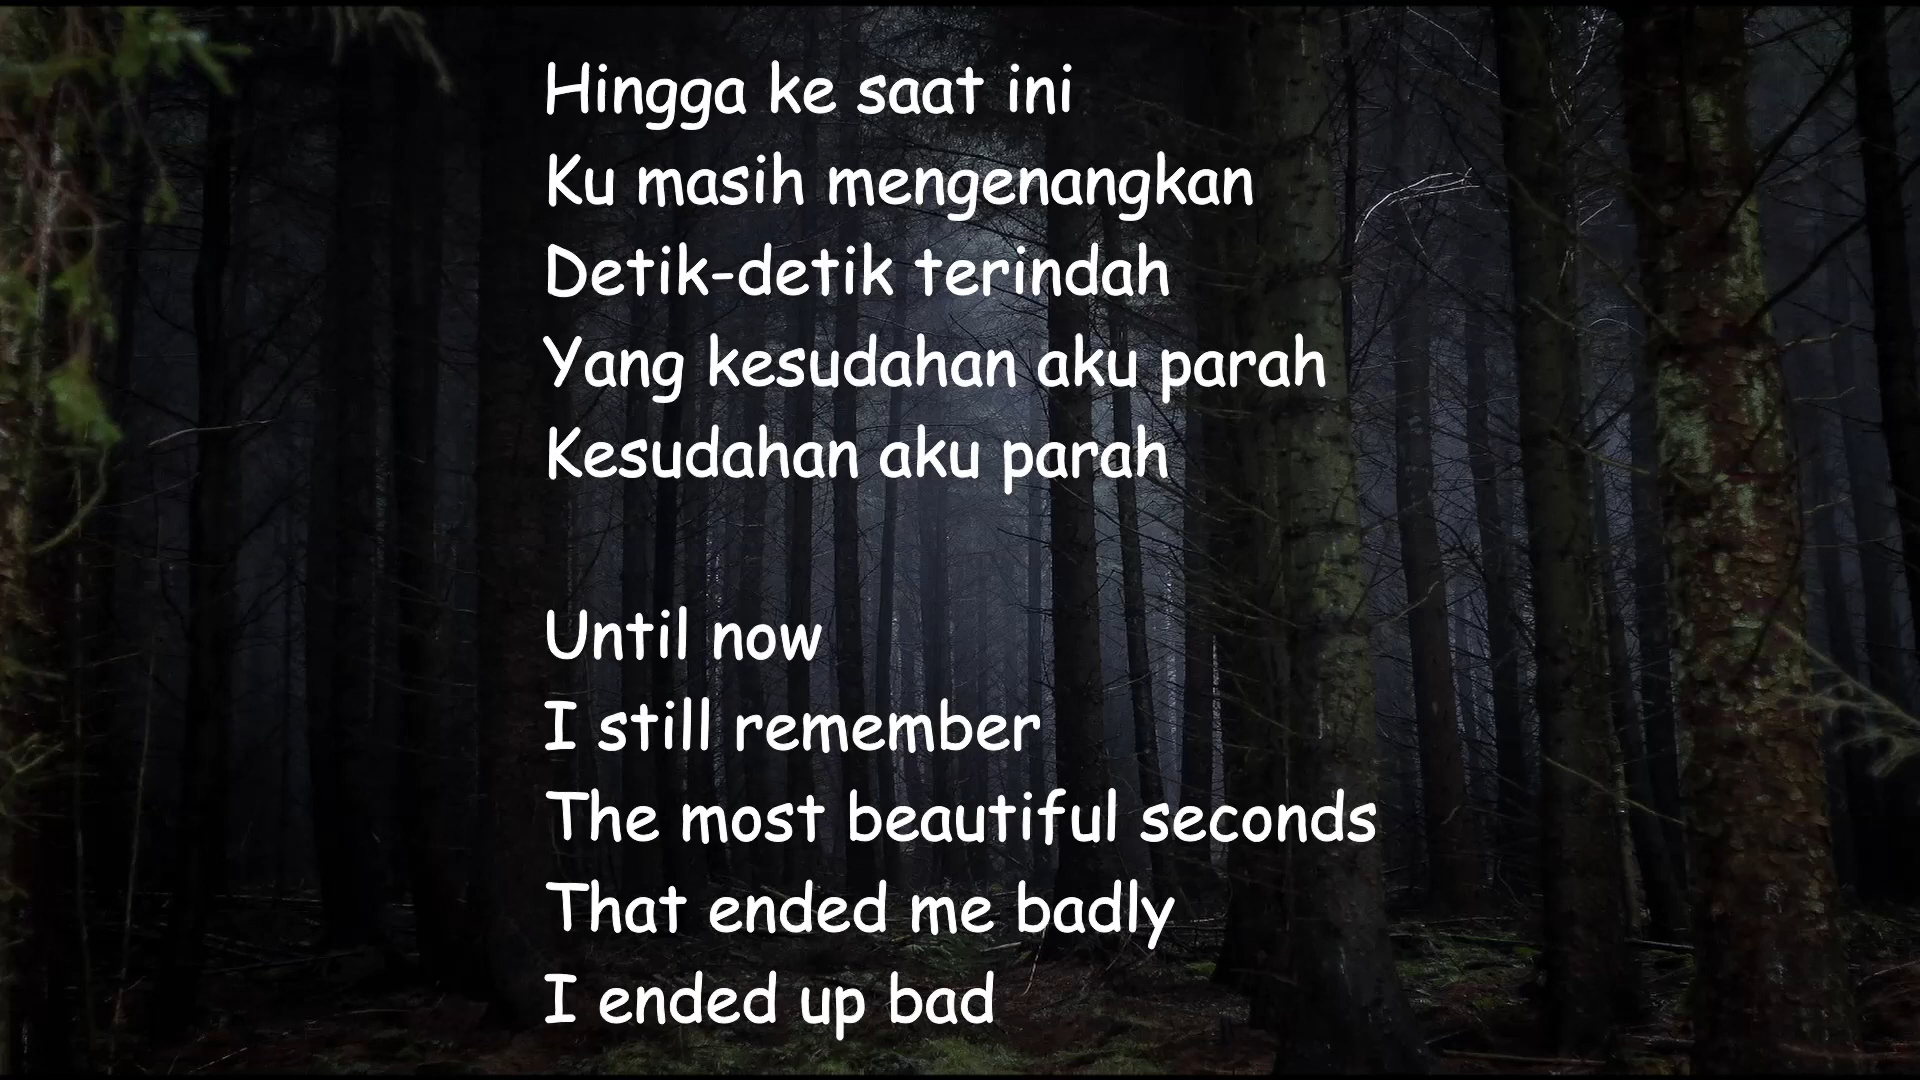 Hingga ke saat ini
Ku masih mengenangkan
Detik-detik terindah
Yang kesudahan aku parah
Kesudahan aku parah
Until now
I still remember
The most beautiful seconds
That ended me badly
I ended up bad